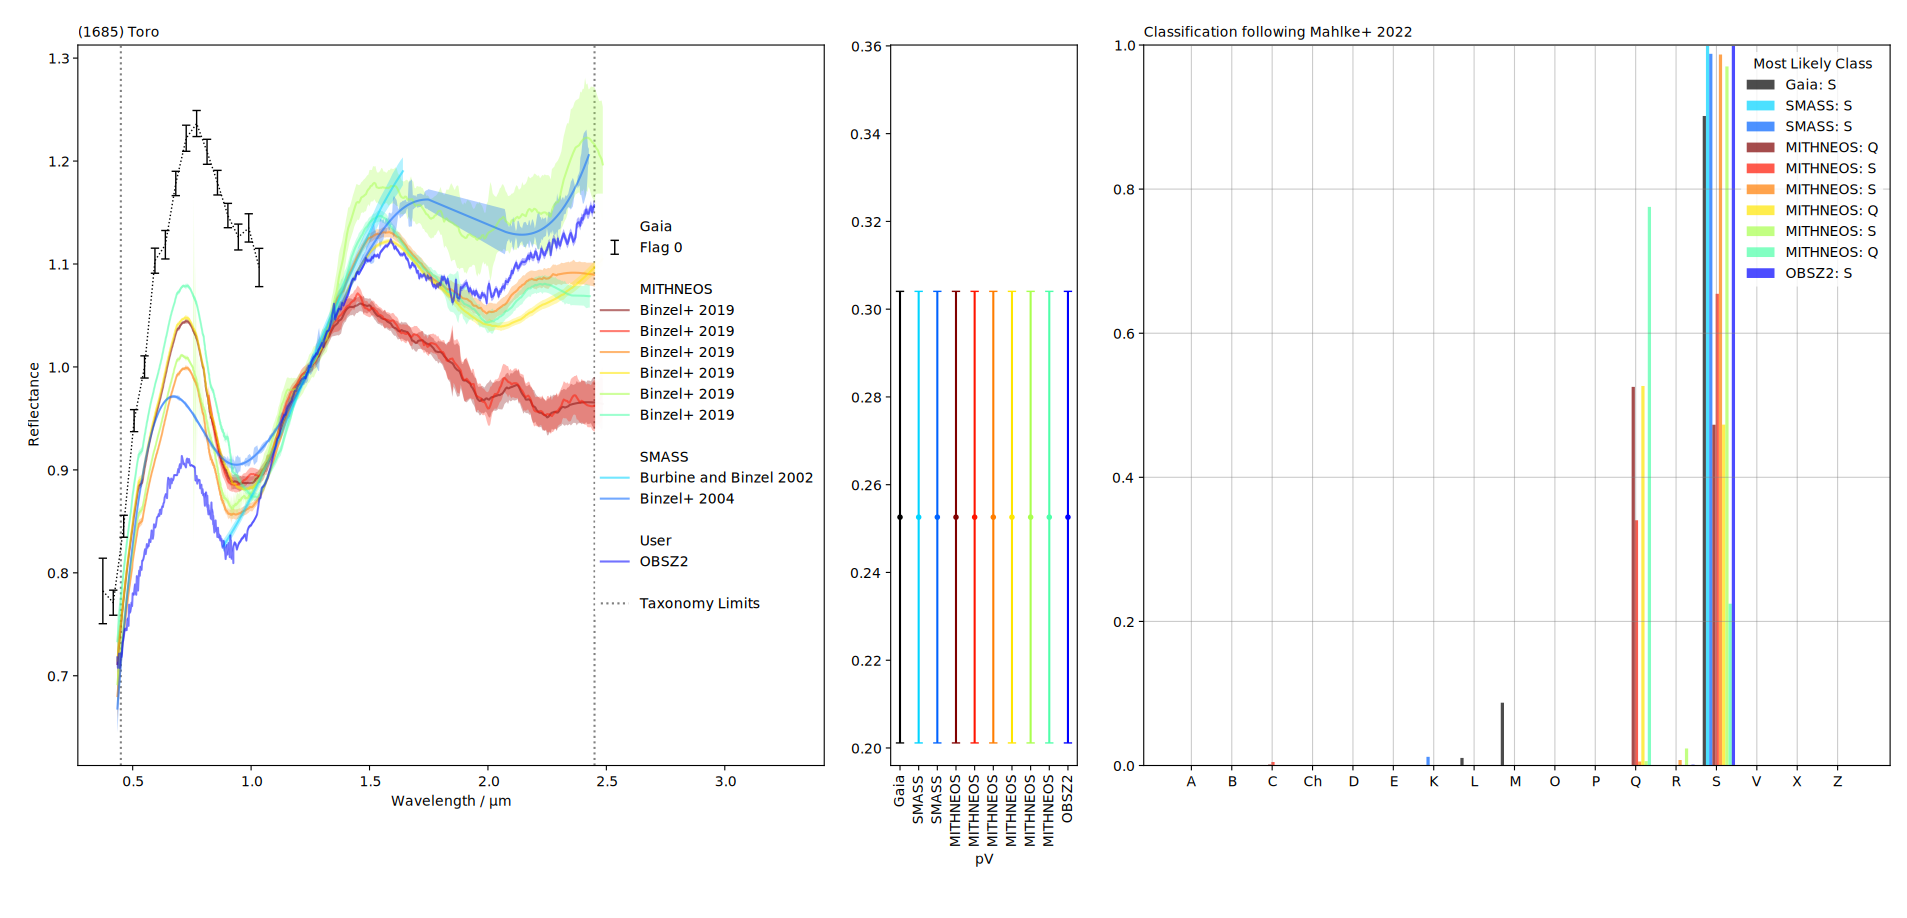 (1685) Toro
1.3
1.2
1.1
1.0
0.9
0.8
0.7
Reflectance
0.5
1.0
1.5
2.0
2.5
3.0
Wavelength / µm
Gaia
Flag 0
MITHNEOS
Binzel+ 2019
Binzel+ 2019
Binzel+ 2019
Binzel+ 2019
Binzel+ 2019
Binzel+ 2019
SMASS
Burbine and Binzel 2002
Binzel+ 2004
User
OBSZ2
Taxonomy Limits
0.36
0.34
0.32
0.30
0.28
0.26
0.24
0.22
0.20
Gaia
SMASS
SMASS
MITHNEOS
MITHNEOS
MITHNEOS
MITHNEOS
MITHNEOS
MITHNEOS
OBSZ2
pV
Classification following Mahlke+ 2022
1.0
0.8
0.6
0.4
0.2
0.0
A
B
C
Ch
D
E
K
L
M
O
P
Q
R
S
V
X
Z
Most Likely Class
Gaia: S
SMASS: S
SMASS: S
MITHNEOS: Q
MITHNEOS: S
MITHNEOS: S
MITHNEOS: Q
MITHNEOS: S
MITHNEOS: Q
OBSZ2: S